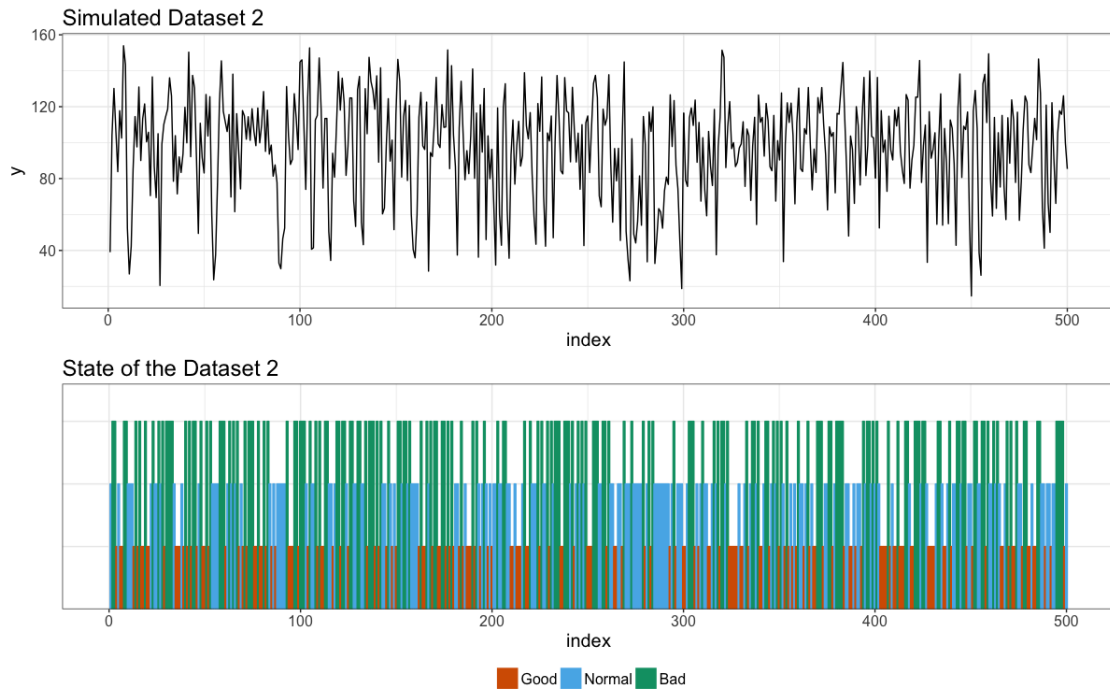 Simulated Dataset 2
160
120
80
40
y
0 100 200 300 400 500
index
State of the Dataset 2
0 100 200 300 400 500
index
Good Normal Bad